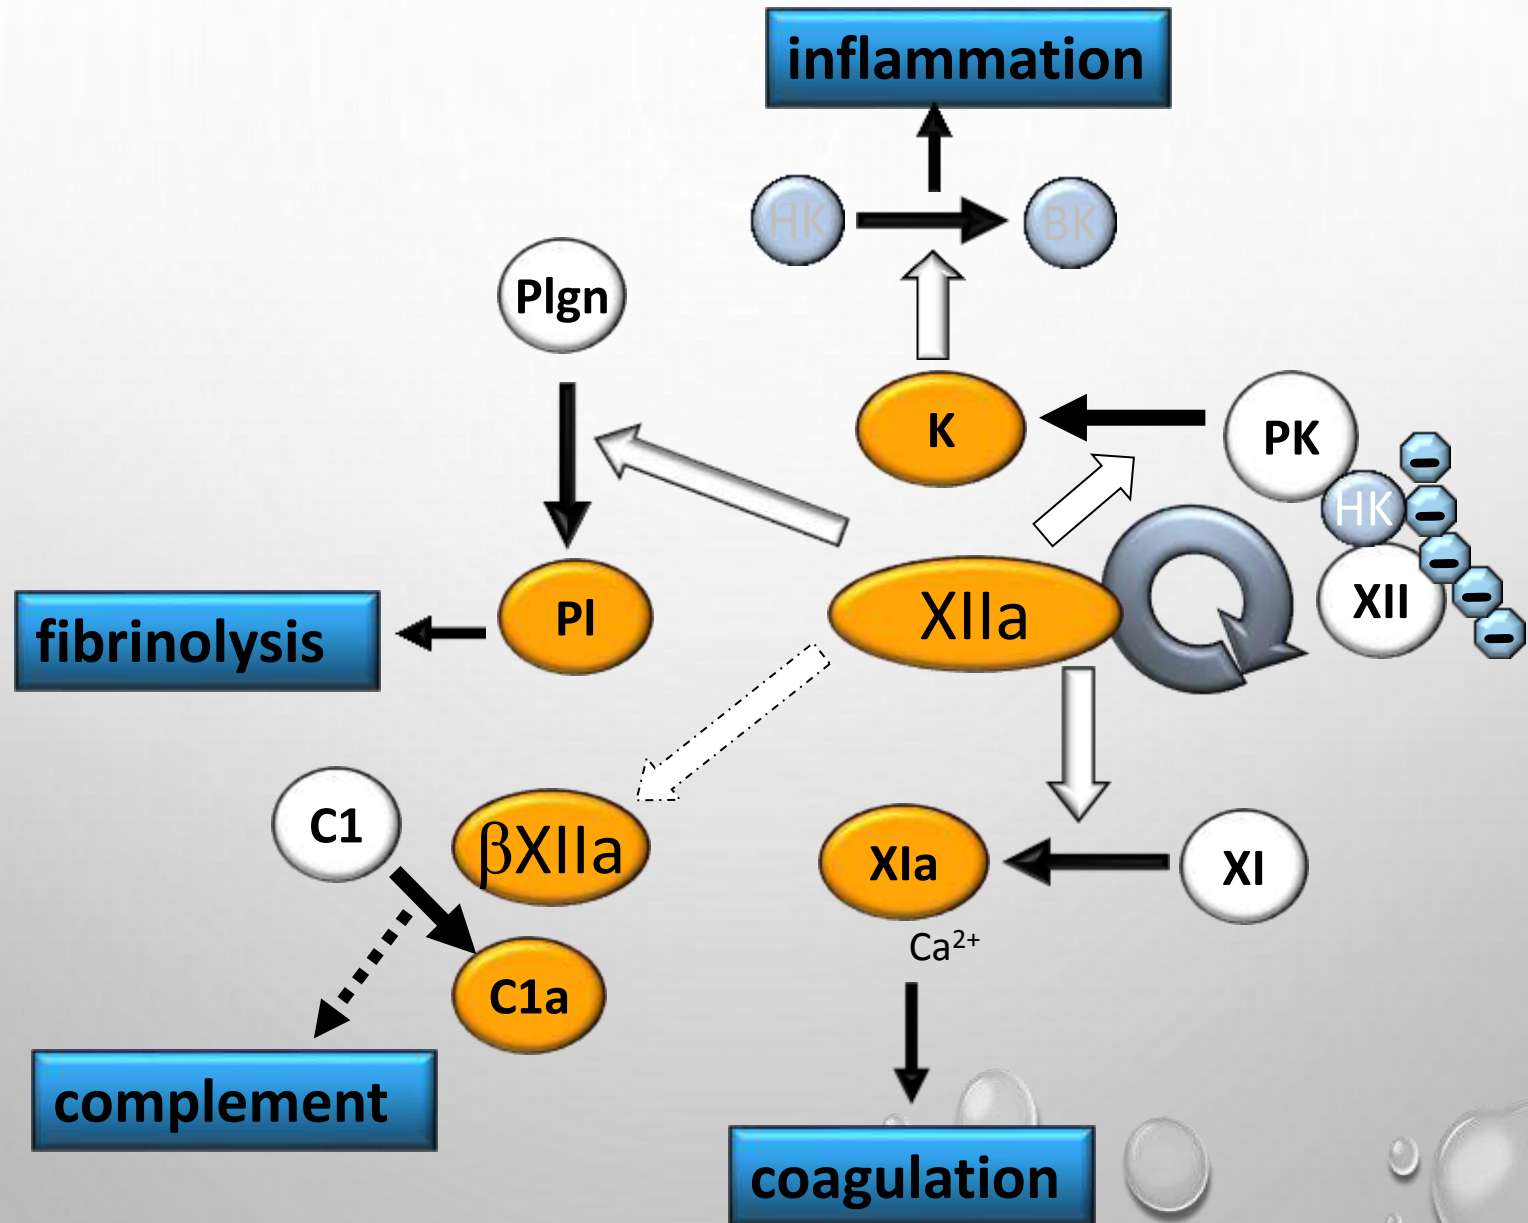 inflammation
HK
BK
Plgn
K
PK
HK
XII
XIIa
Pl
fibrinolysis
C1
βXIIa
XIa
XI
Ca²⁺
C1a
complement
coagulation